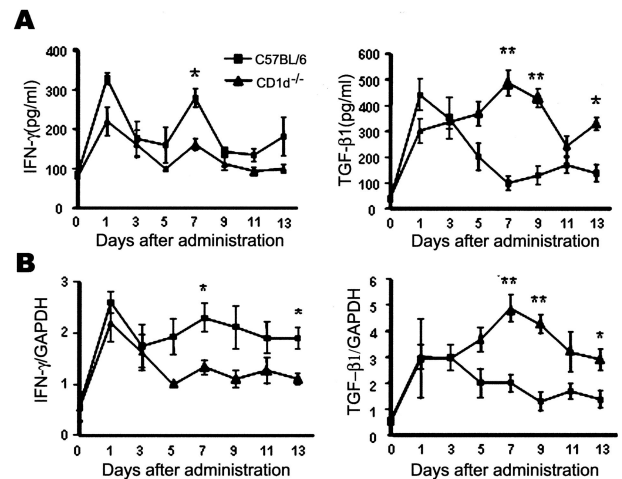 A
IFN-γ(pg/ml)
400
300
200
100
0
*
C57BL/6
CD1d-/-
0 1 3 5 7 9 11 13
Days after administration
TGF-β1(pg/ml)
600
500
400
300
200
100
0
** ** *
0 1 3 5 7 9 11 13
Days after administration
B
IFN-γ/GAPDH
3
2
1
0
* *
0 1 3 5 7 9 11 13
Days after administration
TGF-β1/GAPDH
6
5
4
3
2
1
0
** ** *
0 1 3 5 7 9 11 13
Days after administration